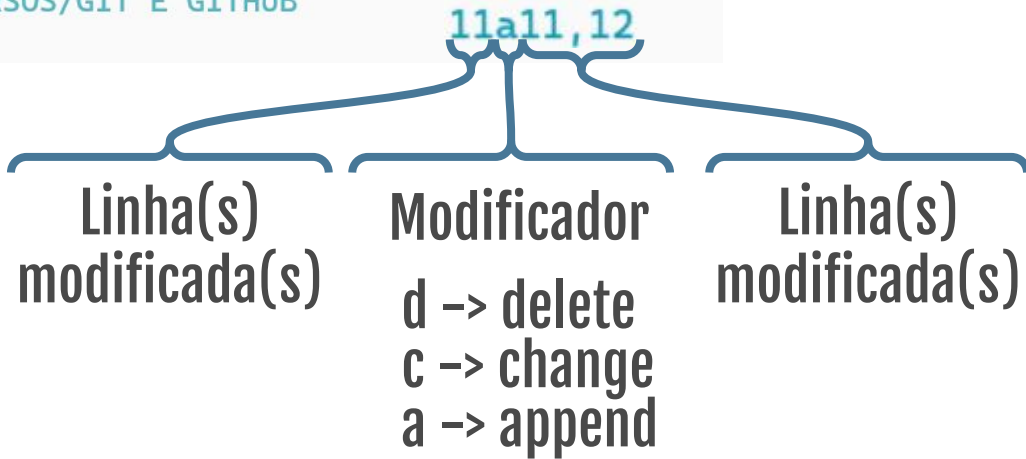 SOS/GIT E GITHUB
11a11,12
Linha(s)
modificada(s)
Modificador
d –> delete
c –> change
a –> append
Linha(s)
modificada(s)